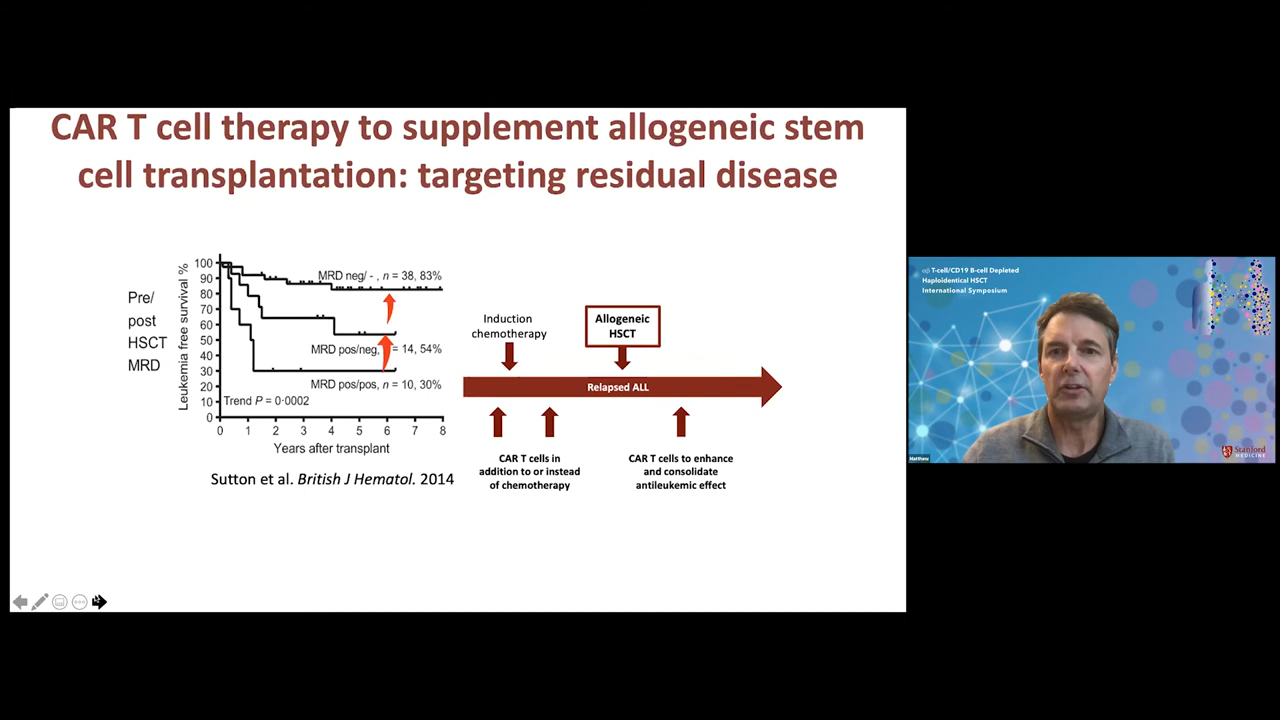 CAR T cell therapy to supplement allogeneic stem
cell transplantation: targeting residual disease
Pre/
post
HSCT
MRD
Leukemia free survival %
100
90
80
70
60
50
40
30
20
10
0
MRD neg/ - , n = 38, 83%
MRD pos/neg, = 14, 54%
MRD pos/pos, n = 10, 30%
Trend P = 0·0002
0 1 2 3 4 5 6 7 8
Years after transplant
Sutton et al. British J Hematol. 2014
Induction
chemotherapy
Allogeneic
HSCT
Relapsed ALL
CAR T cells in
addition to or instead
of chemotherapy
CAR T cells to enhance
and consolidate
antileukemic effect
αβ T-cell/CD19 B-cell Depleted
Haploidentical HSCT
International Symposium
Matthew
Stanford
MEDICINE